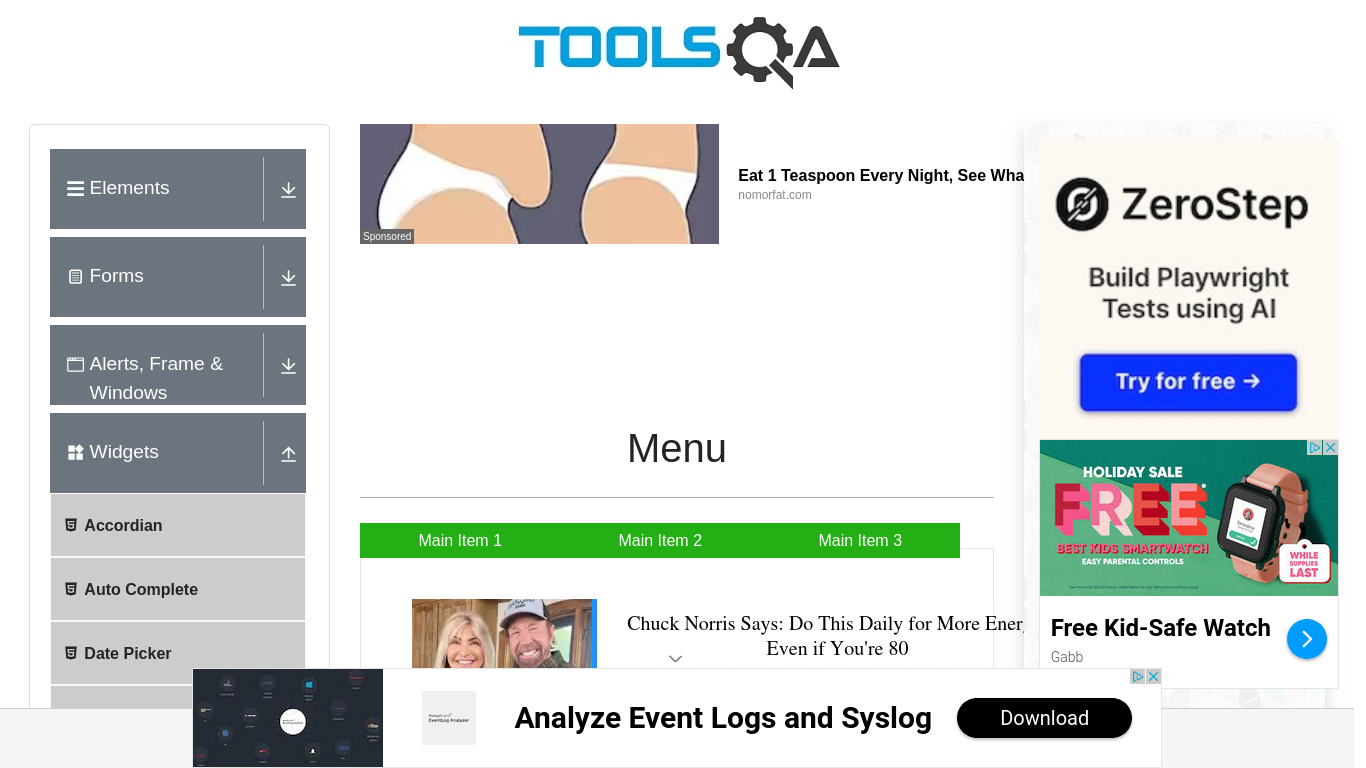 TOOLSQA
Elements
Forms
Alerts, Frame &
Windows
Widgets
Accordian
Auto Complete
Date Picker
Sponsored
Eat 1 Teaspoon Every Night, See Wha
nomorfat.com
Menu
Main Item 1
Main Item 2
Main Item 3
Chuck Norris Says: Do This Daily for More Ener
Even if You're 80
ZeroStep
Build Playwright
Tests using AI
Try for free →
HOLIDAY SALE
FREE*
BEST KIDS SMARTWATCH
EASY PARENTAL CONTROLS
WHILE
SUPPLIES
LAST
Free Kid-Safe Watch
Gabb
EventLog Analyzer
Analyze Event Logs and Syslog
Download